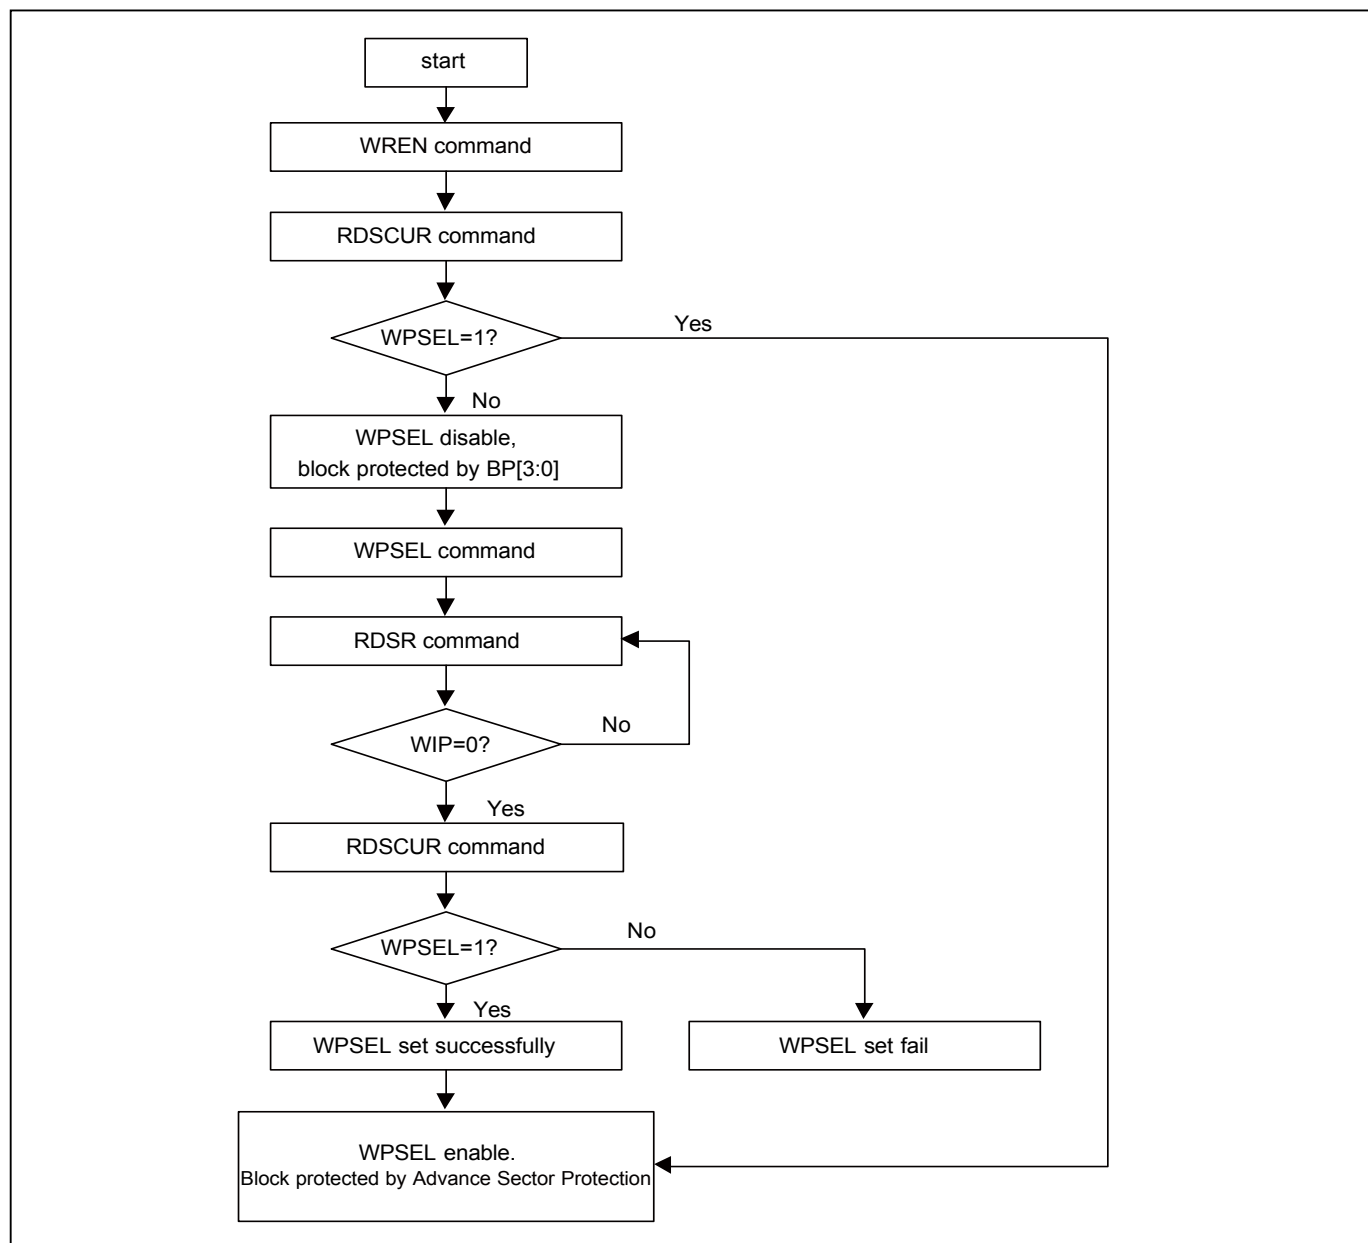 start
WREN command
RDSCUR command
WPSEL=1?
Yes
No
WPSEL disable,
block protected by BP[3:0]
WPSEL command
RDSR command
WIP=0?
No
Yes
RDSCUR command
WPSEL=1?
No
Yes
WPSEL set successfully
WPSEL set fail
WPSEL enable.
Block protected by Advance Sector Protection